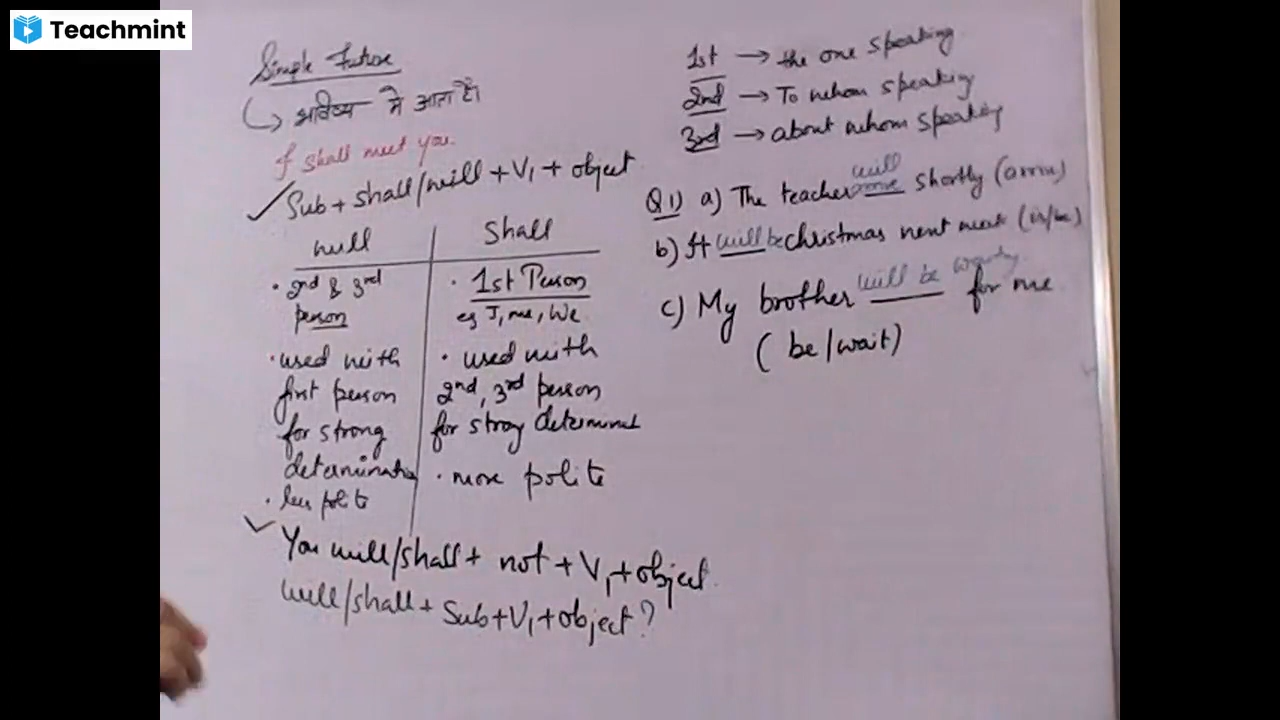 Teachmint
Simple Future
↳ भविष्य मे आता है।
I shall meet you.
✓ Sub + shall/will + V1 + object
will | Shall
• 2nd & 3rd person
• used with first person for strong determination
• less polite
• 1st Person
eg I, me, We
• used with
2nd, 3rd person
for strong
• more polite
✓ You will/shall + not + V1 + object
will/shall + Sub + V1 + object?
1st → the one speaking
2nd → To whom speaking
3rd → about whom speaking
Q1) a) The teacher will shortly (arrive)
b) It will be christmas next week (is/be)
c) My brother will be for me
(be/wait)